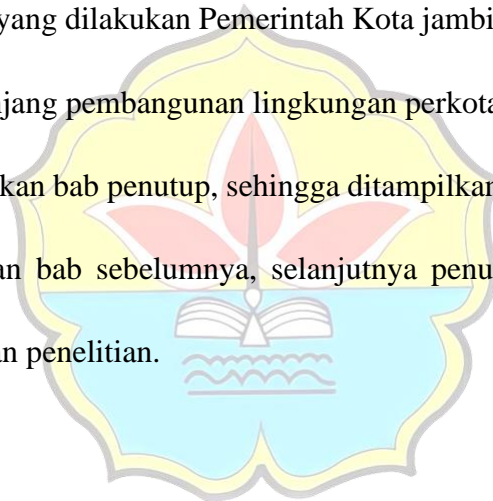 yang dilakukan Pemerintah Kota jambi
njang pembangunan lingkungan perkota
kan bab penutup, sehingga ditampilkan
an bab sebelumnya, selanjutnya penu
an penelitian.